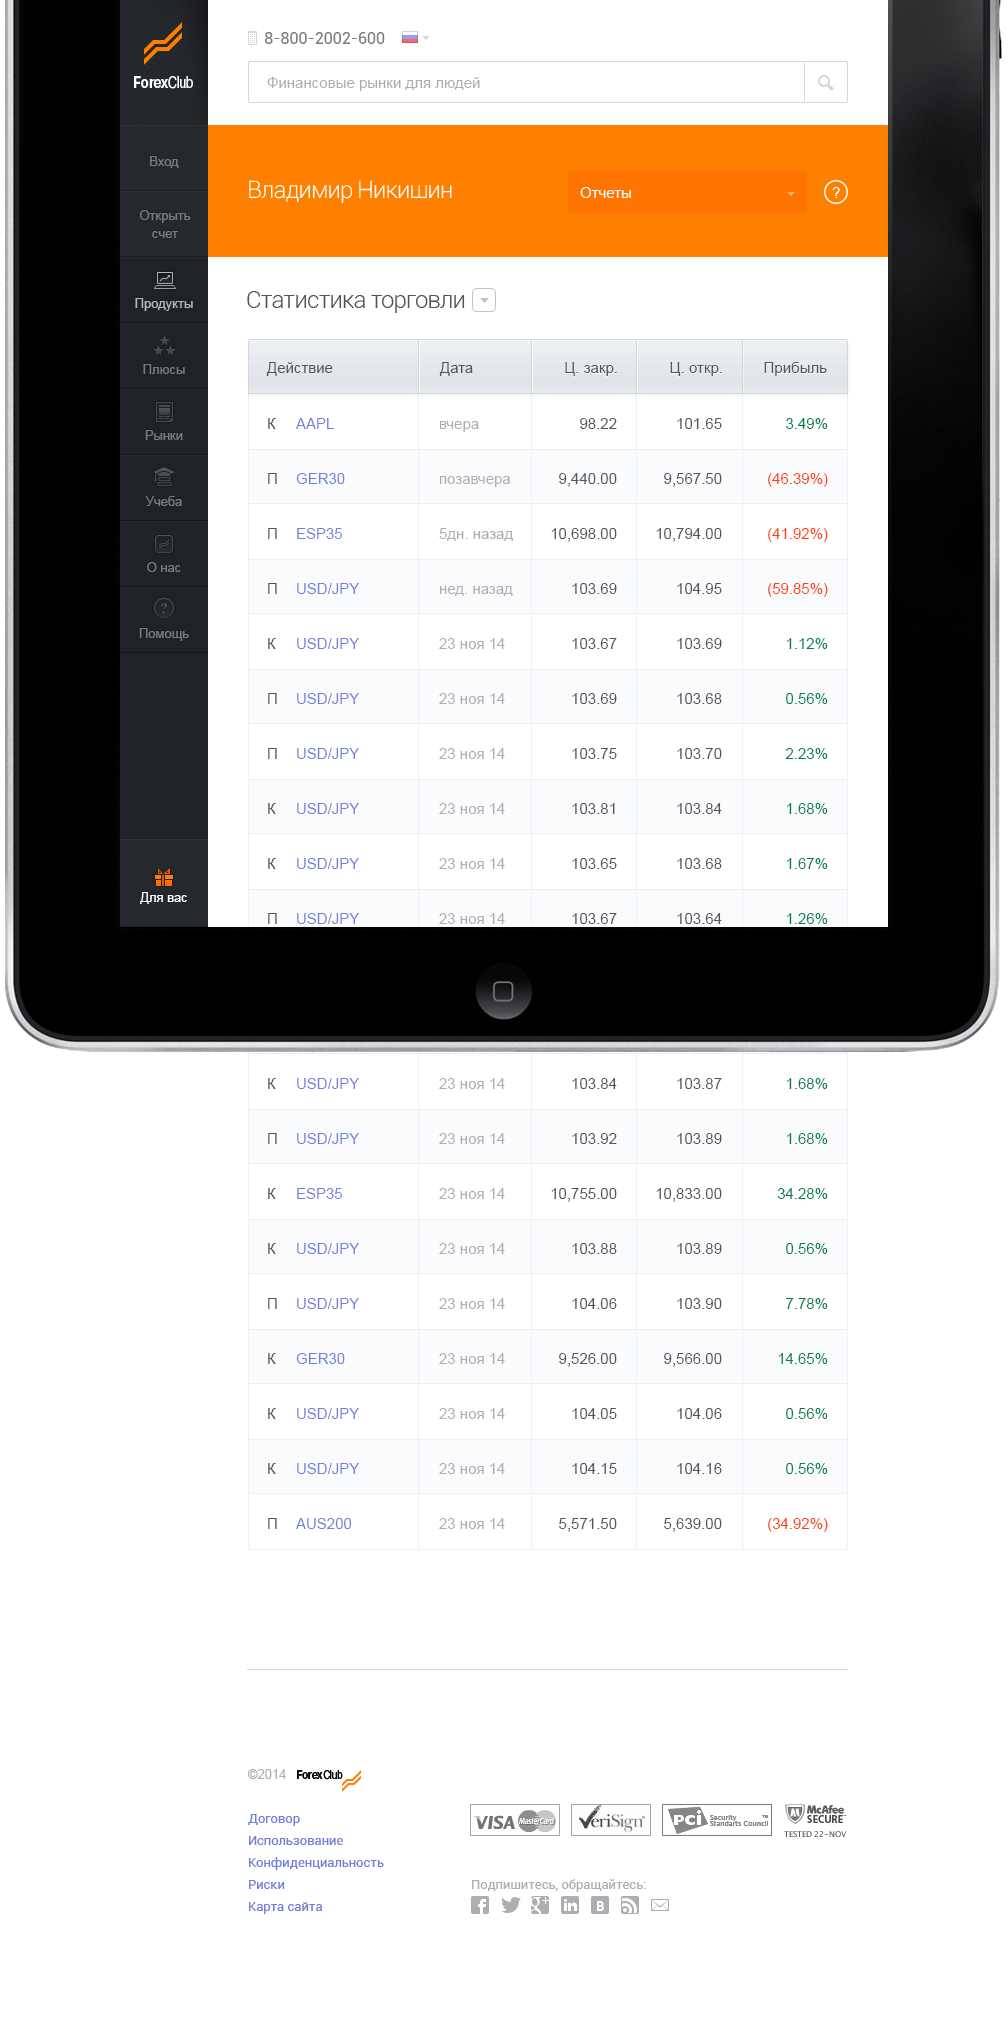 ForexClub
8-800-2002-600
Финансовые рынки для людей
Вход
Открыть
счет
Продукты
Плюсы
Рынки
Учеба
О нас
Помощь
Для вас
Владимир Никишин
Отчеты
?
Статистика торговли
Действие Дата Ц. закр. Ц. откр. Прибыль
К AAPL вчера 98.22 101.65 3.49%
П GER30 позавчера 9,440.00 9,567.50 (46.39%)
П ESP35 5дн. назад 10,698.00 10,794.00 (41.92%)
П USD/JPY нед. назад 103.69 104.95 (59.85%)
К USD/JPY 23 ноя 14 103.67 103.69 1.12%
П USD/JPY 23 ноя 14 103.69 103.68 0.56%
П USD/JPY 23 ноя 14 103.75 103.70 2.23%
К USD/JPY 23 ноя 14 103.81 103.84 1.68%
К USD/JPY 23 ноя 14 103.65 103.68 1.67%
П USD/JPY 23 ноя 14 103.67 103.64 1.26%
К USD/JPY 23 ноя 14 103.84 103.87 1.68%
П USD/JPY 23 ноя 14 103.92 103.89 1.68%
К ESP35 23 ноя 14 10,755.00 10,833.00 34.28%
К USD/JPY 23 ноя 14 103.88 103.89 0.56%
П USD/JPY 23 ноя 14 104.06 103.90 7.78%
К GER30 23 ноя 14 9,526.00 9,566.00 14.65%
К USD/JPY 23 ноя 14 104.05 104.06 0.56%
К USD/JPY 23 ноя 14 104.15 104.16 0.56%
П AUS200 23 ноя 14 5,571.50 5,639.00 (34.92%)
©2014 ForexClub
Договор
Использование
Конфиденциальность
Риски
Карта сайта
VISA MasterCard
VeriSign
PCi Security
Standarts Council ™
McAfee
SECURE
TESTED 22-NOV
Подпишитесь, обращайтесь: